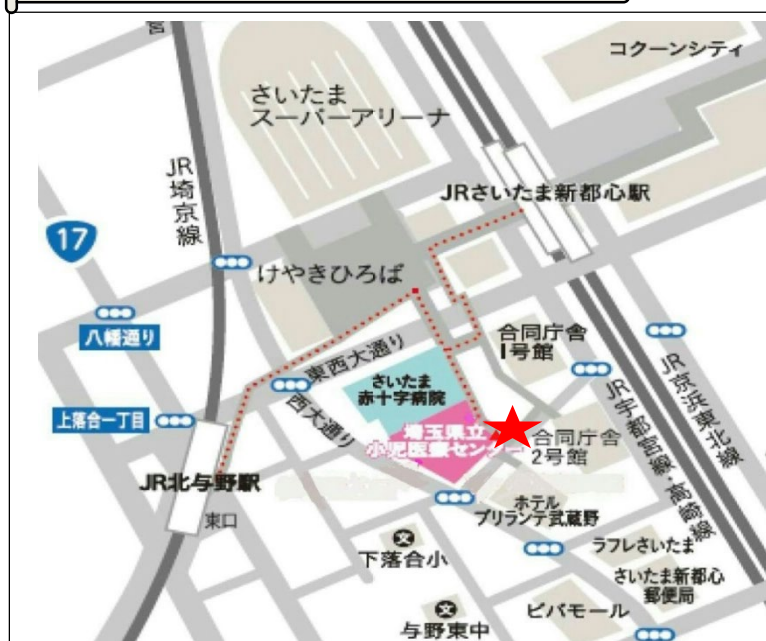 コクーンシティ
さいたま
スーパーアリーナ
JR
埼京線
JRさいたま新都心駅
17
けやきひろば
八幡通り
東西大通り
合同庁舎
1号館
さいたま
赤十字病院
上落合一丁目
西大通り
埼玉県立
小児医療センター
合同庁舎
2号館
JR京浜東北線
JR宇都宮線・高崎線
JR北与野駅
東口
ホテル
ブリランテ武蔵野
文
下落合小
ラフレさいたま
さいたま新都心
郵便局
文
与野東中
ビバモール